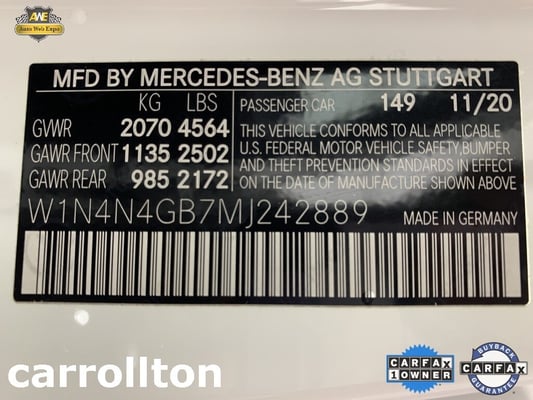 AWE
Auto Web Expo
MFD BY MERCEDES-BENZ AG STUTTGART
KG LBS PASSENGER CAR 149 11/20
GVWR 2070 4564 THIS VEHICLE CONFORMS TO ALL APPLICABLE
GAWR FRONT 1135 2502 U.S. FEDERAL MOTOR VEHICLE SAFETY, BUMPER
AND THEFT PREVENTION STANDARDS IN EFFECT
GAWR REAR 985 2172 ON THE DATE OF MANUFACTURE SHOWN ABOVE
W1N4N4GB7MJ242889 MADE IN GERMANY
carrollton
CARFAX
1 OWNER
BUYBACK
CARFAX
GUARANTEE